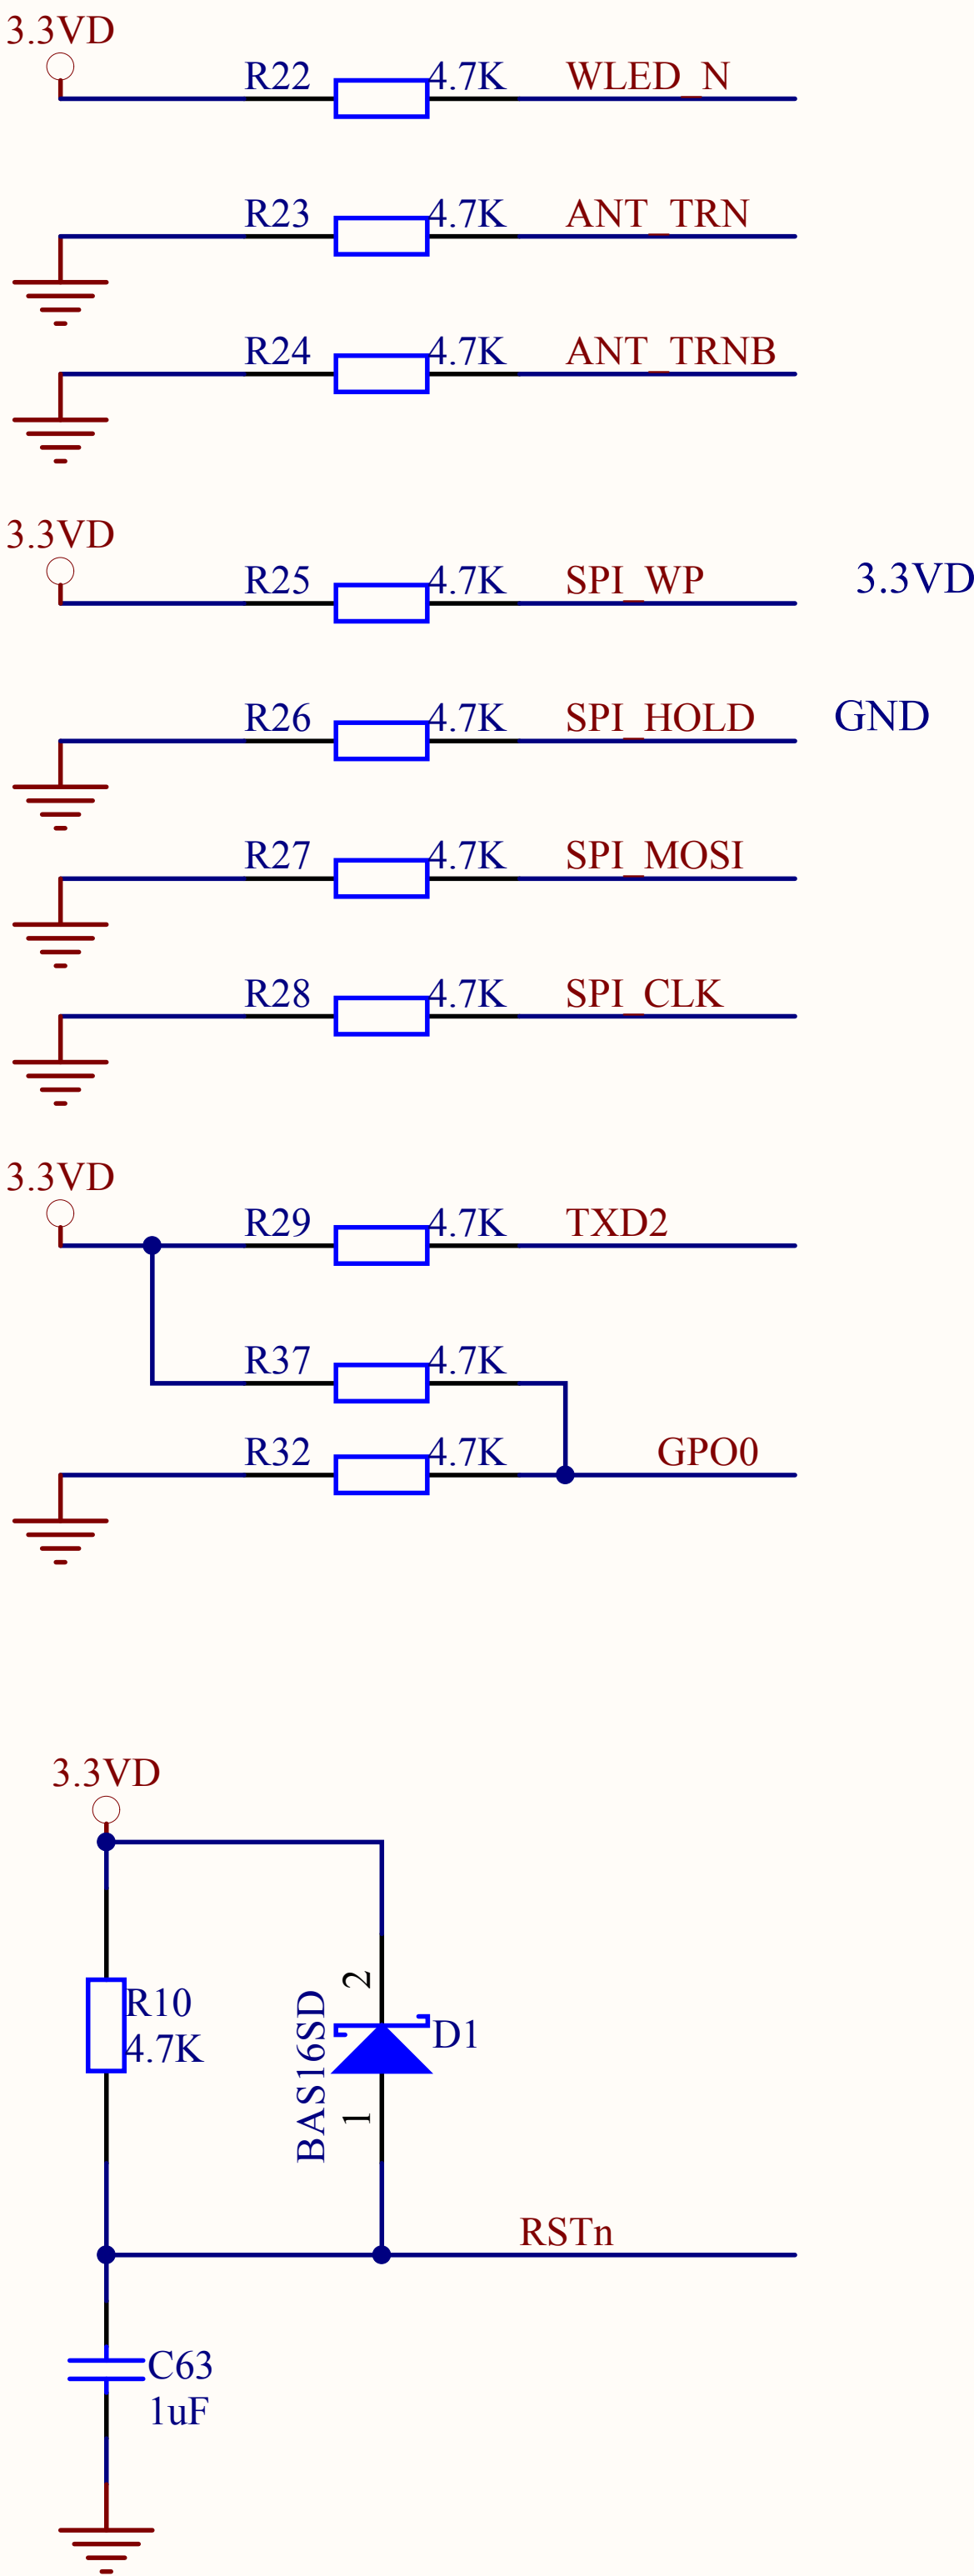 3.3VD
R22 4.7K WLED_N
R23 4.7K ANT_TRN
R24 4.7K ANT_TRNB
3.3VD
R25 4.7K SPI_WP 3.3VD
R26 4.7K SPI_HOLD GND
R27 4.7K SPI_MOSI
R28 4.7K SPI_CLK
3.3VD
R29 4.7K TXD2
R37 4.7K
R32 4.7K GPO0
3.3VD
R10
4.7K
2
BAS16SD
D1
1
RSTn
C63
1uF